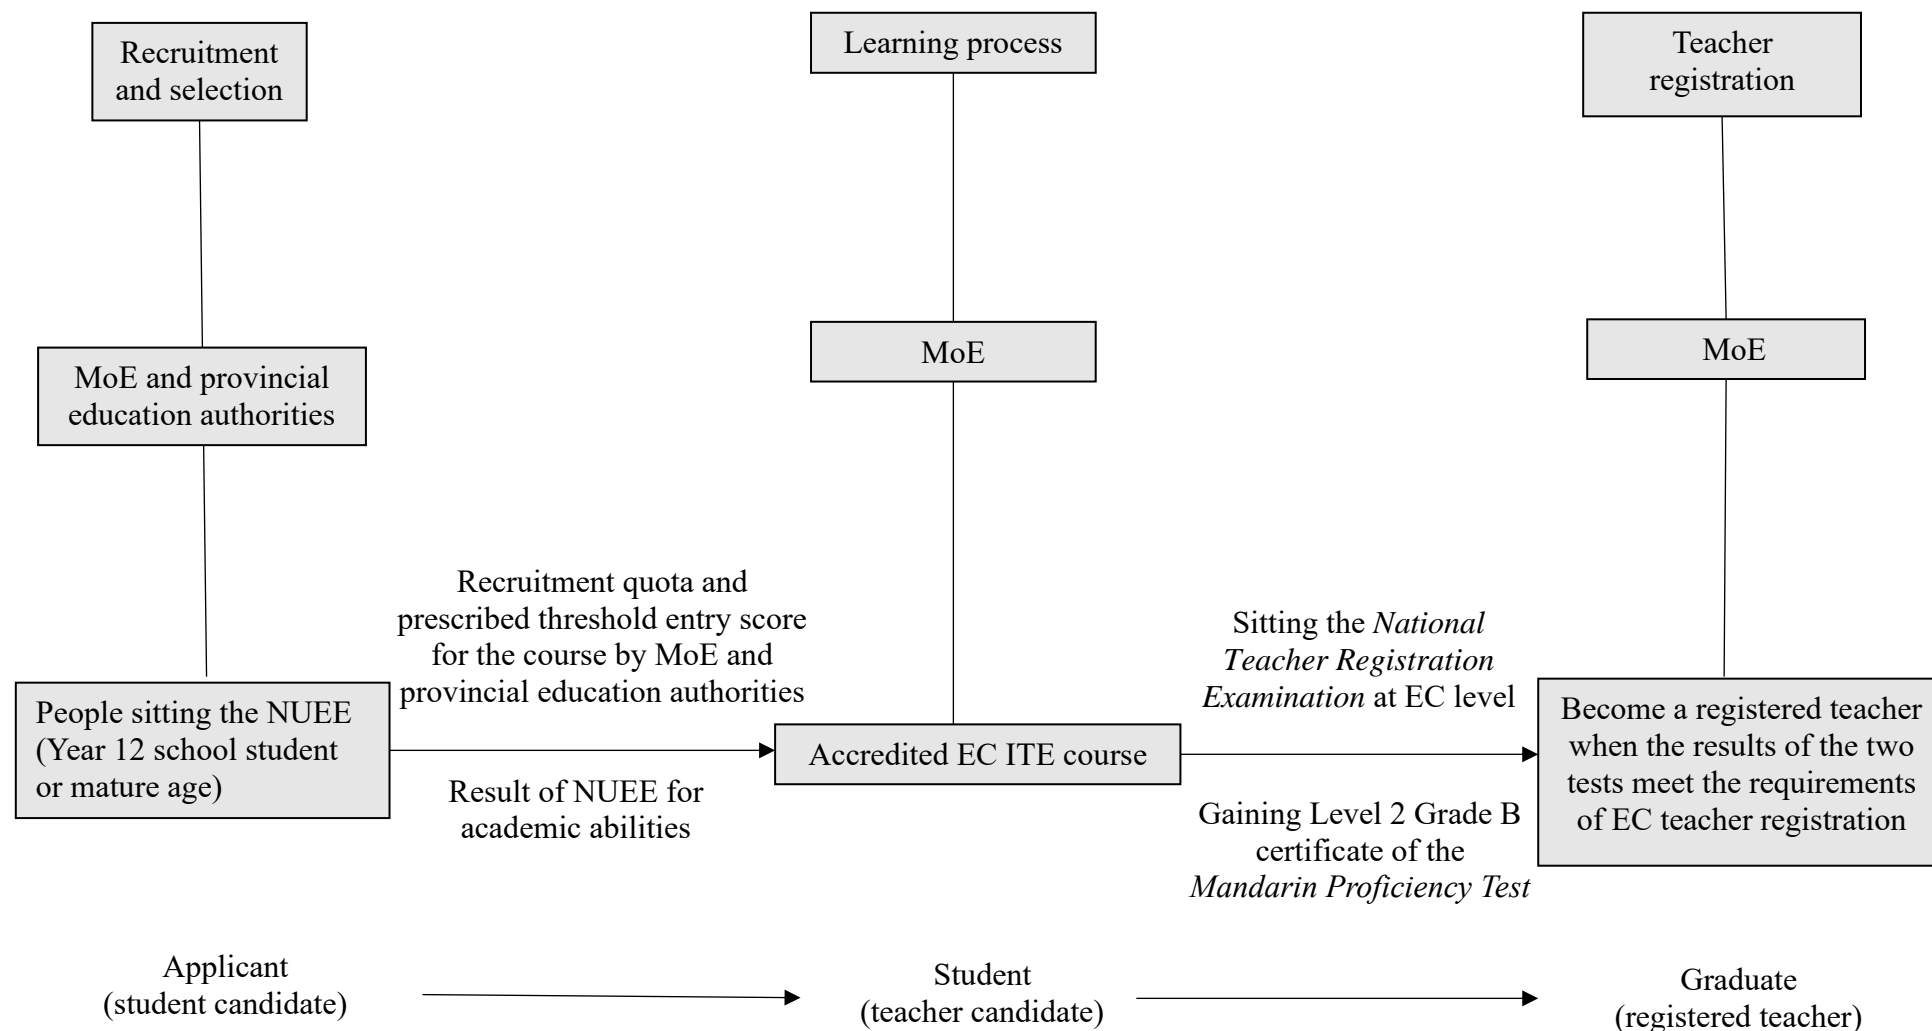 Recruitment
and selection
Learning process
Teacher
registration
MoE and provincial
education authorities
MoE
MoE
Recruitment quota and
prescribed threshold entry score
for the course by MoE and
provincial education authorities
Sitting the National
Teacher Registration
Examination at EC level
People sitting the NUEE
(Year 12 school student
or mature age)
Accredited EC ITE course
Become a registered teacher
when the results of the two
tests meet the requirements
of EC teacher registration
Result of NUEE for
academic abilities
Gaining Level 2 Grade B
certificate of the
Mandarin Proficiency Test
Applicant
(student candidate)
Student
(teacher candidate)
Graduate
(registered teacher)